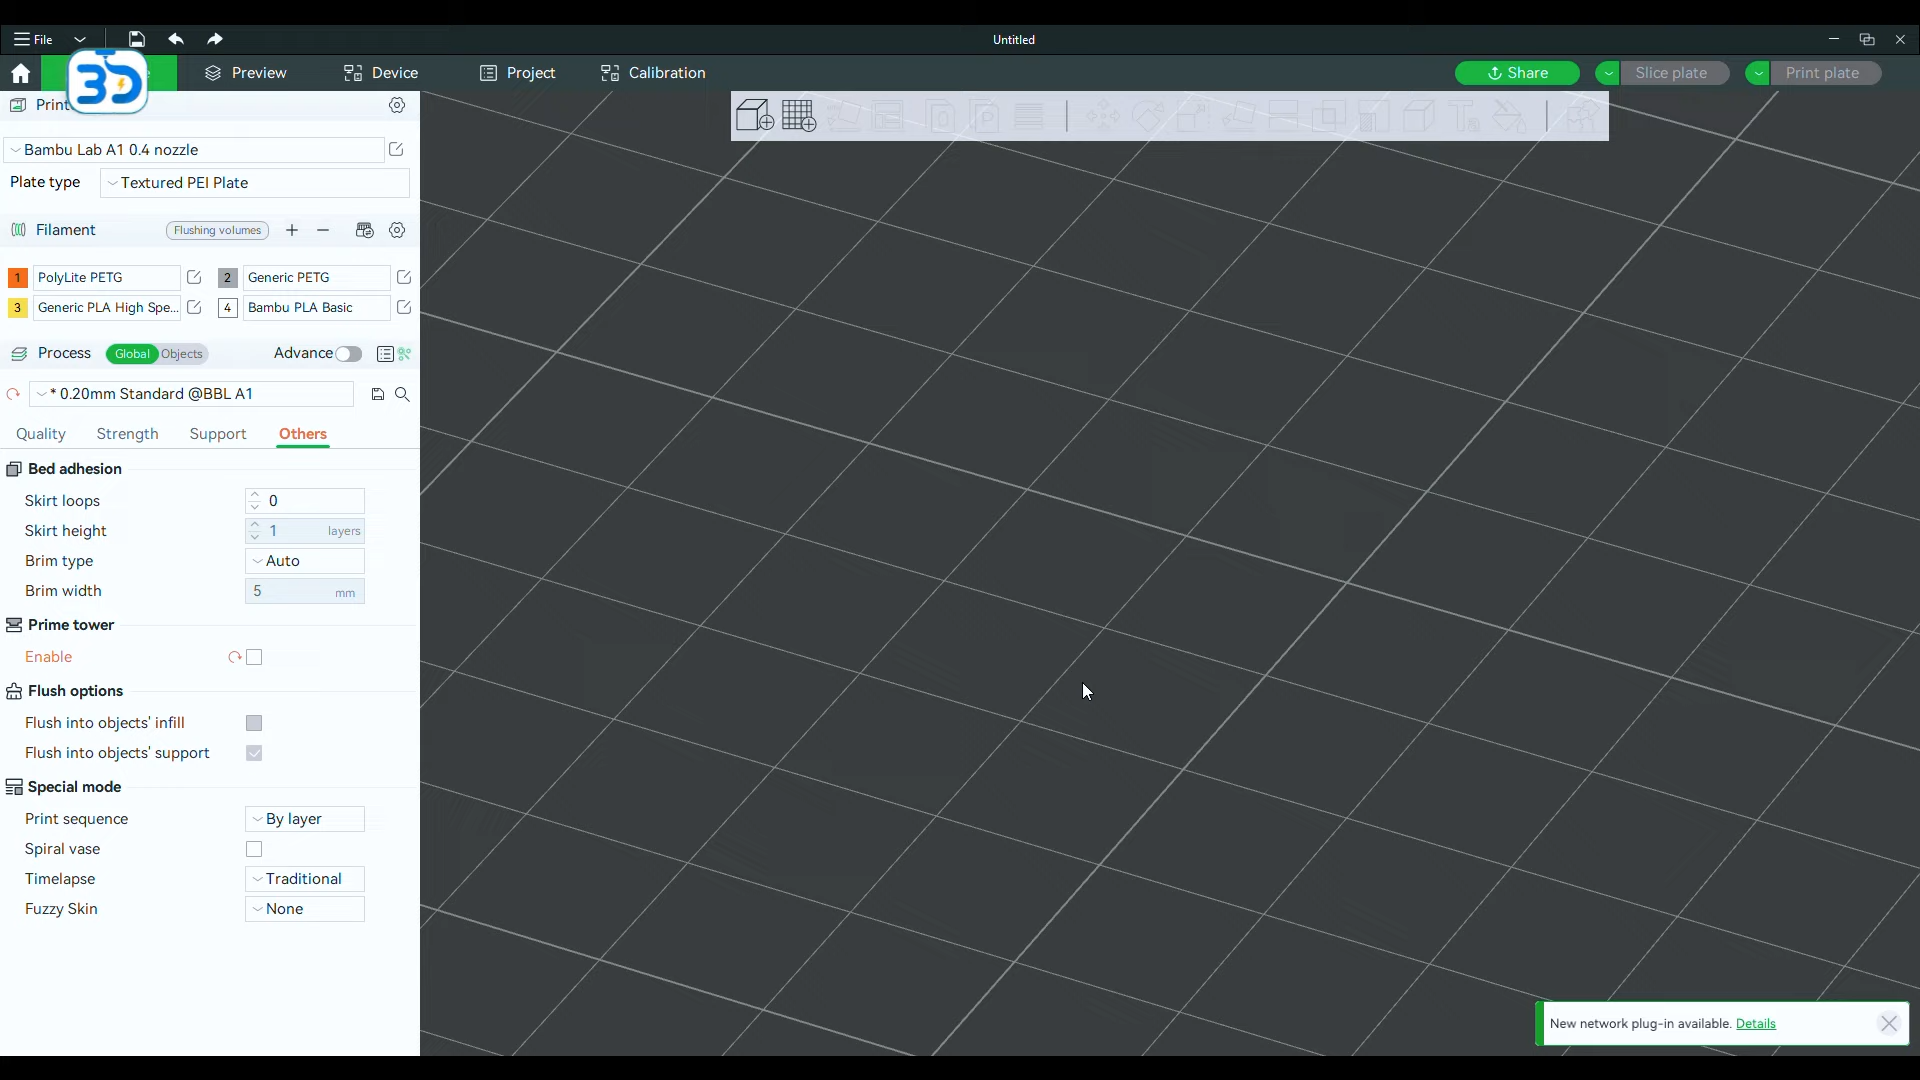 File
Untitled
3D
Preview
Device
Project
Calibration
Share
Slice plate
Print plate
Bambu Lab A1 0.4 nozzle
Plate type
Textured PEI Plate
Filament
Flushing volumes
1 PolyLite PETG
2 Generic PETG
3 Generic PLA High Spe...
4 Bambu PLA Basic
Process
Global Objects
Advance
* 0.20mm Standard @BBL A1
Quality
Strength
Support
Others
Bed adhesion
Skirt loops 0
Skirt height 1 layers
Brim type Auto
Brim width 5 mm
Prime tower
Enable
Flush options
Flush into objects' infill
Flush into objects' support
Special mode
Print sequence By layer
Spiral vase
Timelapse Traditional
Fuzzy Skin None
New network plug-in available. Details